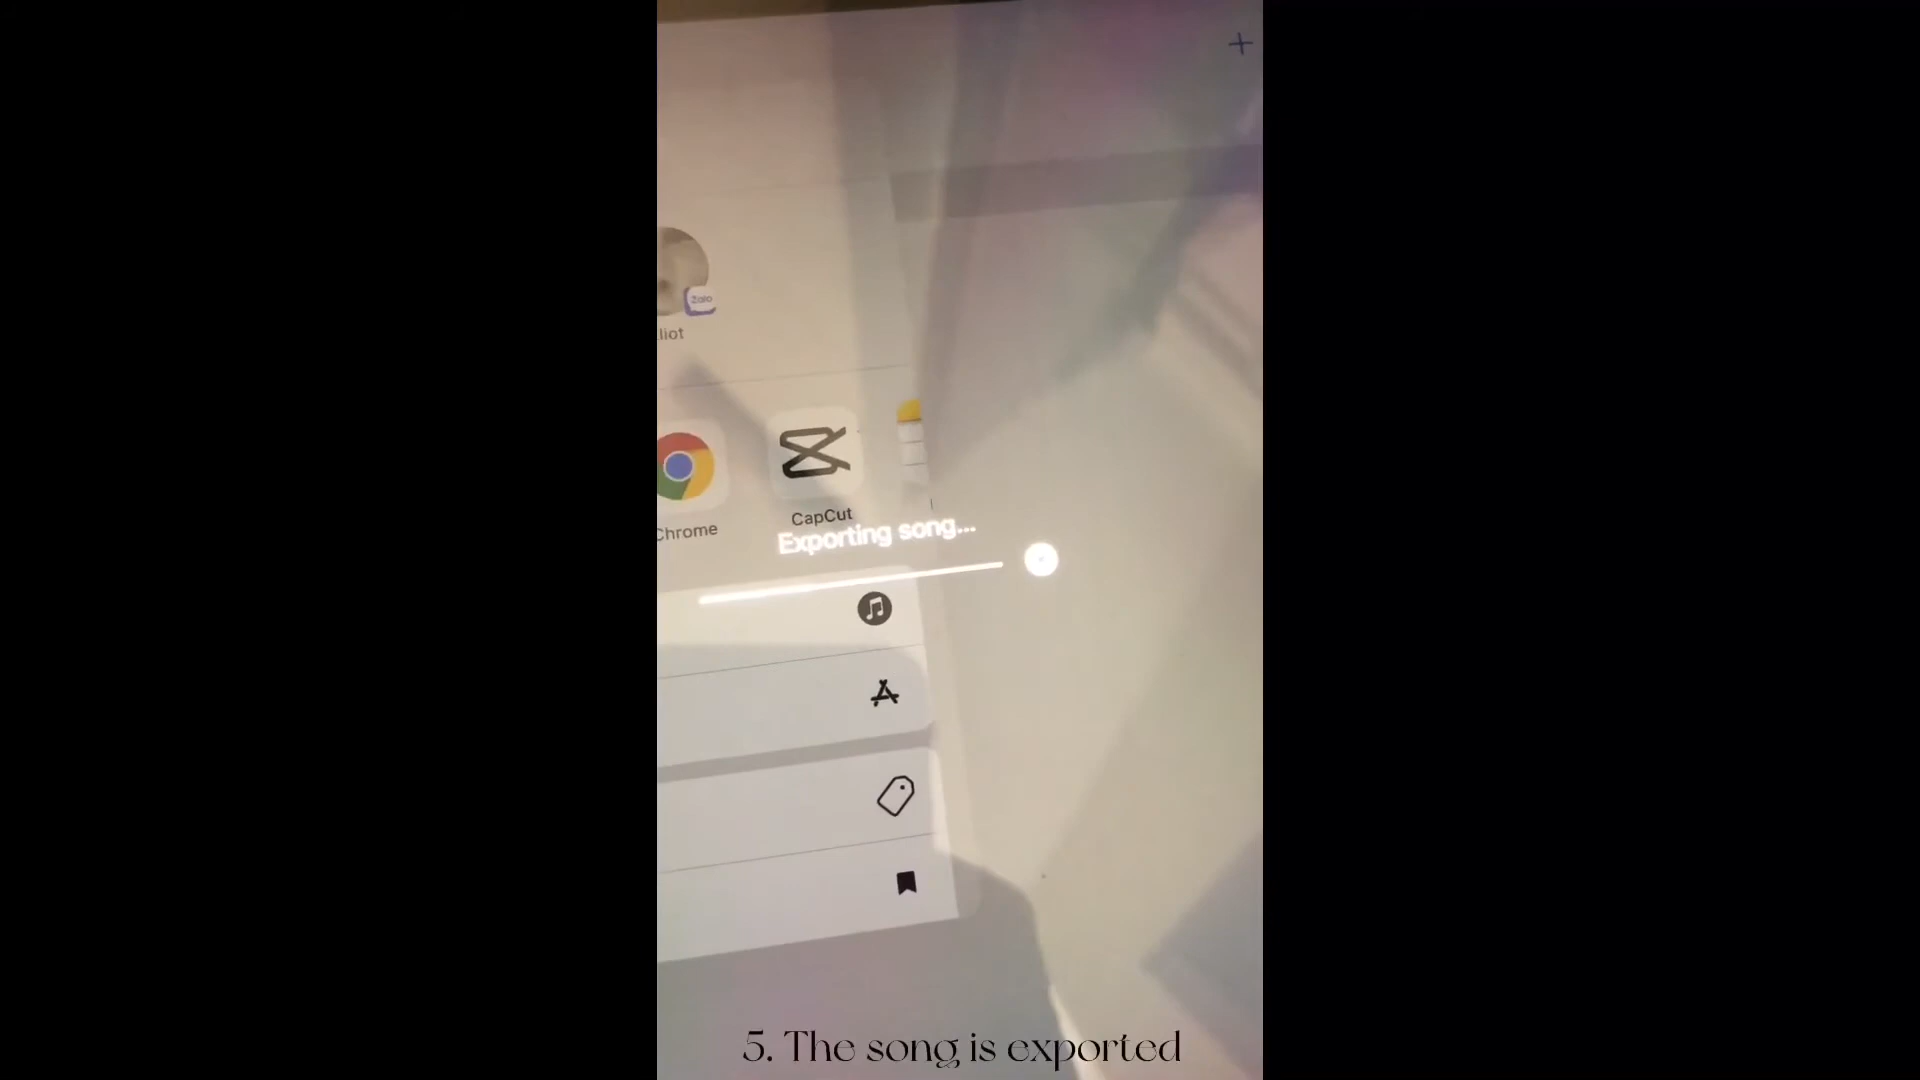 Zalo
liot
Chrome
CapCut
Exporting song...
5. The song is exported